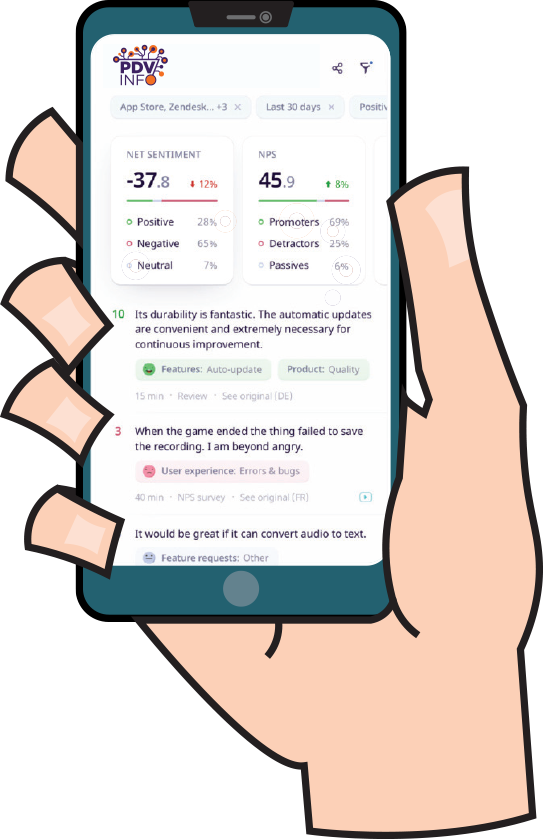 PDV
INFO
App Store, Zendesk... +3 ×
Last 30 days ×
Positiv
NET SENTIMENT
-37.8 12%
Positive 28%
Negative 65%
Neutral 7%
NPS
45.9 8%
Promoters 69%
Detractors 25%
Passives 6%
10 Its durability is fantastic. The automatic updates
are convenient and extremely necessary for
continuous improvement.
Features: Auto-update Product: Quality
15 min · Review · See original (DE)
3 When the game ended the thing failed to save
the recording. I am beyond angry.
User experience: Errors & bugs
40 min · NPS survey · See original (FR)
It would be great if it can convert audio to text.
Feature requests: Other